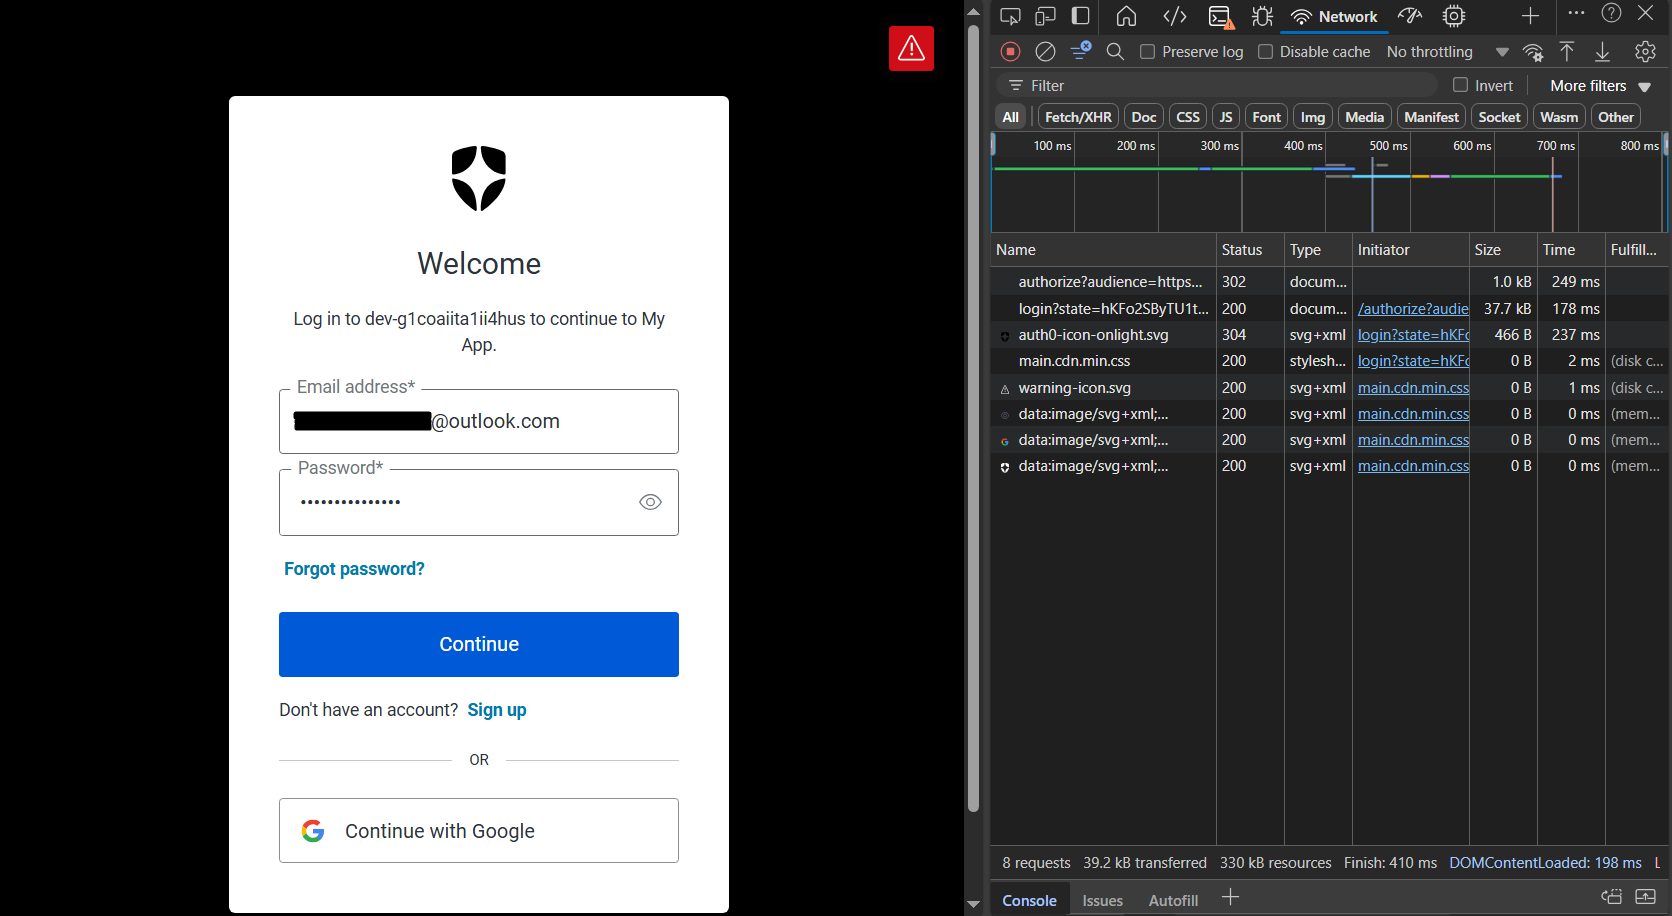 Welcome
Log in to dev-g1coaiita1ii4hus to continue to My
App.
Email address*
@outlook.com
Password*
•••••••••••••••
Forgot password?
Continue
Don't have an account? Sign up
OR
Continue with Google
Network
Preserve log Disable cache No throttling
Filter Invert More filters
All Fetch/XHR Doc CSS JS Font Img Media Manifest Socket Wasm Other
100 ms 200 ms 300 ms 400 ms 500 ms 600 ms 700 ms 800 ms
Name Status Type Initiator Size Time Fulfill...
authorize?audience=https... 302 docum... 1.0 kB 249 ms
login?state=hKFo2SByTU1t... 200 docum... /authorize?audie 37.7 kB 178 ms
auth0-icon-onlight.svg 304 svg+xml login?state=hKFo 466 B 237 ms
main.cdn.min.css 200 stylesh... login?state=hKFo 0 B 2 ms (disk c...
warning-icon.svg 200 svg+xml main.cdn.min.css 0 B 1 ms (disk c...
data:image/svg+xml;... 200 svg+xml main.cdn.min.css 0 B 0 ms (mem...
data:image/svg+xml;... 200 svg+xml main.cdn.min.css 0 B 0 ms (mem...
data:image/svg+xml;... 200 svg+xml main.cdn.min.css 0 B 0 ms (mem...
8 requests 39.2 kB transferred 330 kB resources Finish: 410 ms DOMContentLoaded: 198 ms L
Console Issues Autofill